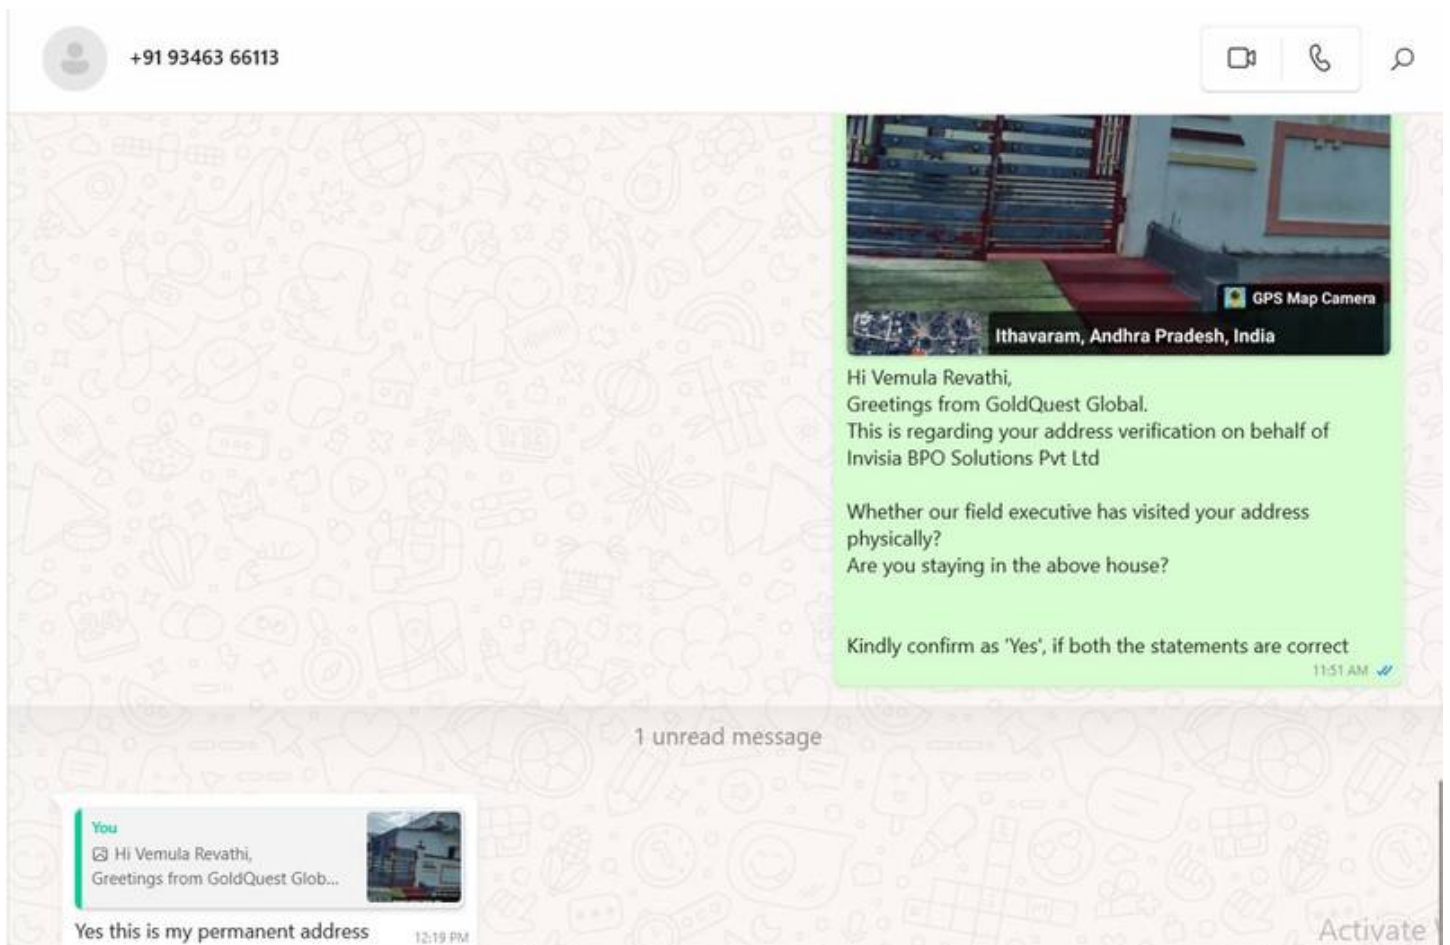 +91 93463 66113
GPS Map Camera
Ithavaram, Andhra Pradesh, India
Hi Vemula Revathi,
Greetings from GoldQuest Global.
This is regarding your address verification on behalf of
Invisia BPO Solutions Pvt Ltd
Whether our field executive has visited your address
physically?
Are you staying in the above house?
Kindly confirm as 'Yes', if both the statements are correct
11:51 AM
1 unread message
You
Hi Vemula Revathi,
Greetings from GoldQuest Glob...
Yes this is my permanent address
12:19 PM
Activate